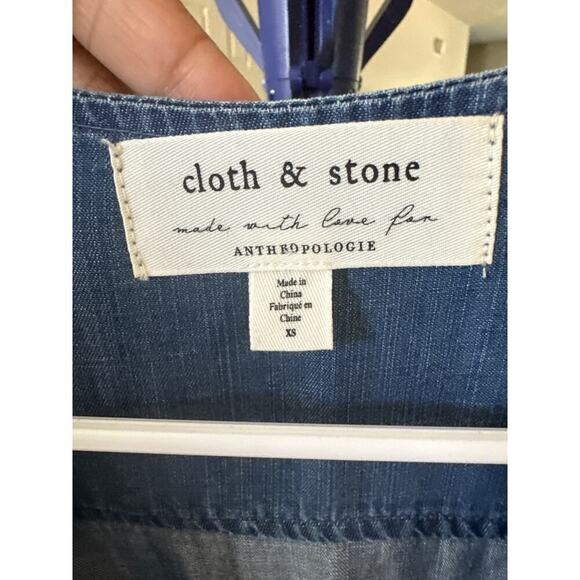 cloth & stone
made with love for
ANTHROPOLOGIE
Made in
China
Fabriqué en
Chine
XS